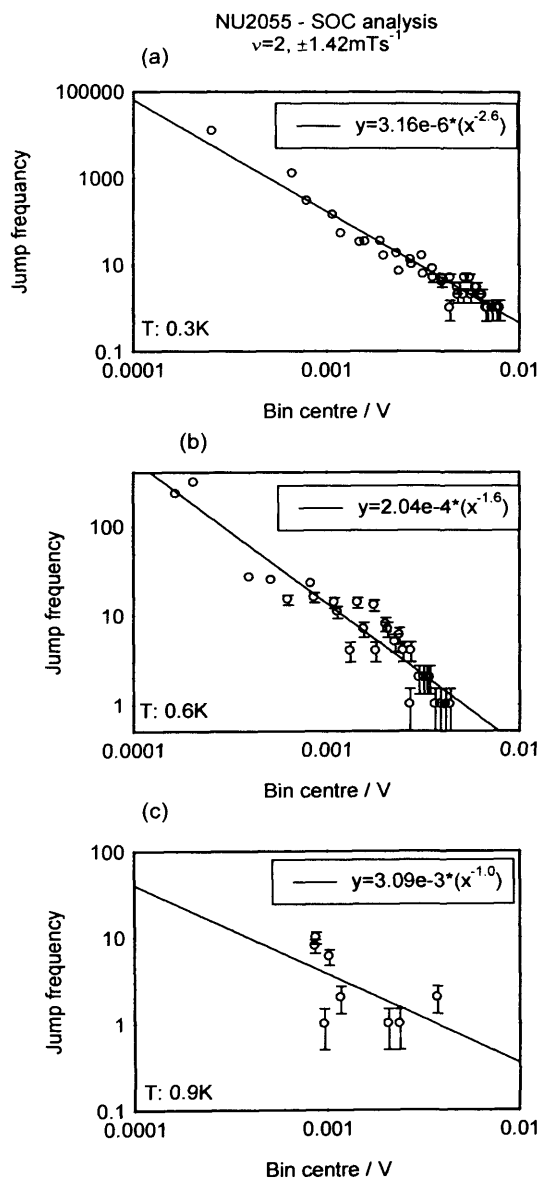 NU2055 - SOC analysis
ν=2, ±1.42mTs⁻¹
(a)
100000
1000
10
0.1
Jump frequancy
y=3.16e-6*(x⁻²·⁶)
T: 0.3K
0.0001
0.001
0.01
Bin centre / V
(b)
100
10
1
Jump frequency
y=2.04e-4*(x⁻¹·⁶)
T: 0.6K
0.0001
0.001
0.01
Bin centre / V
(c)
100
10
1
0.1
Jump frequency
y=3.09e-3*(x⁻¹·⁰)
T: 0.9K
0.0001
0.001
0.01
Bin centre / V